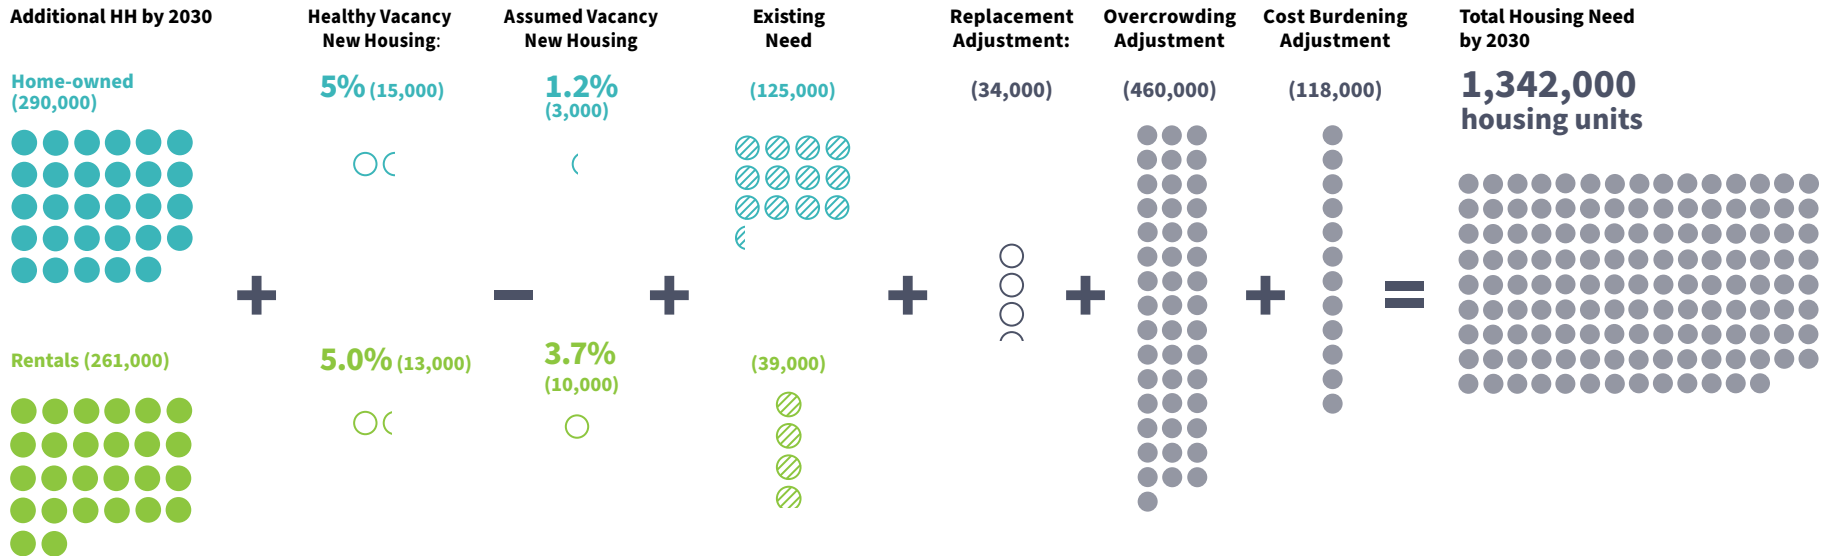 Additional HH by 2030
Healthy Vacancy
New Housing:
Assumed Vacancy
New Housing
Existing
Need
Replacement
Adjustment:
Overcrowding
Adjustment
Cost Burdening
Adjustment
Total Housing Need
by 2030
Home-owned
(290,000)
5% (15,000)
1.2%
(3,000)
(125,000)
(34,000)
(460,000)
(118,000)
1,342,000
housing units
+
−
+
+
+
+
=
Rentals (261,000)
5.0% (13,000)
3.7%
(10,000)
(39,000)